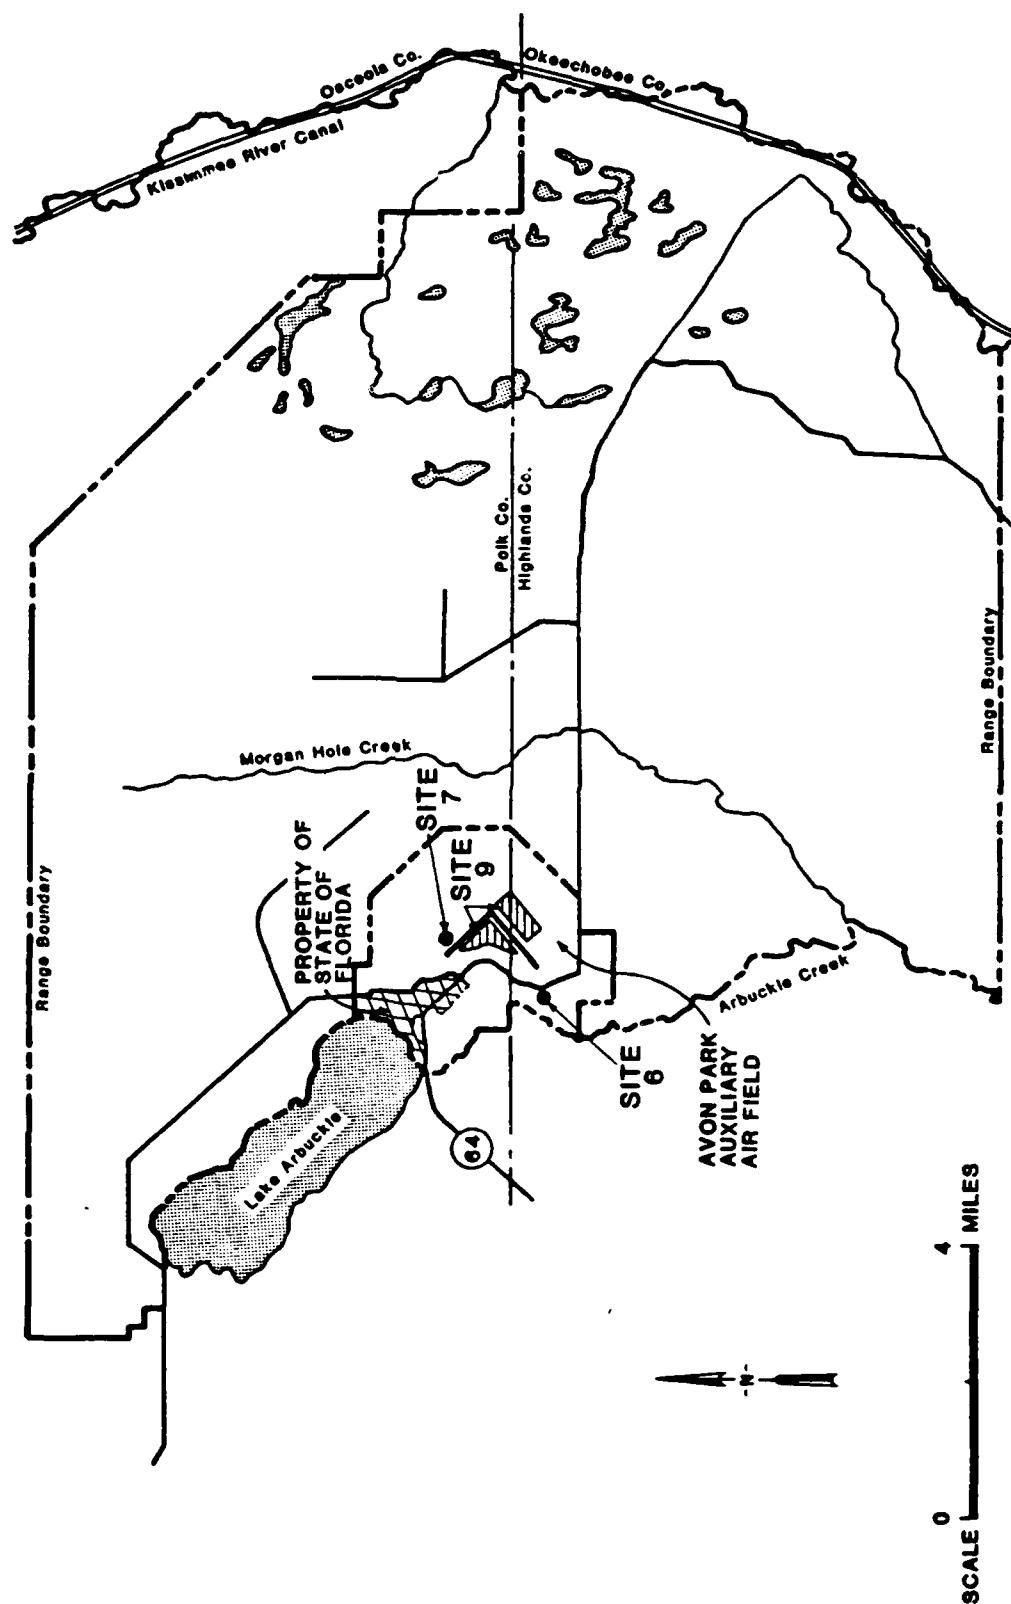 Range Boundary
Kissimmee River Canal
Osceola Co.
Okeechobee Co.
Polk Co.
Highlands Co.
Morgan Hole Creek
PROPERTY OF
STATE OF
FLORIDA
SITE
7
SITE
9
Lake Arbuckle
64
SITE
6
AVON PARK
AUXILIARY
AIR FIELD
Arbuckle Creek
Range Boundary
-N-
SCALE
0
4
MILES